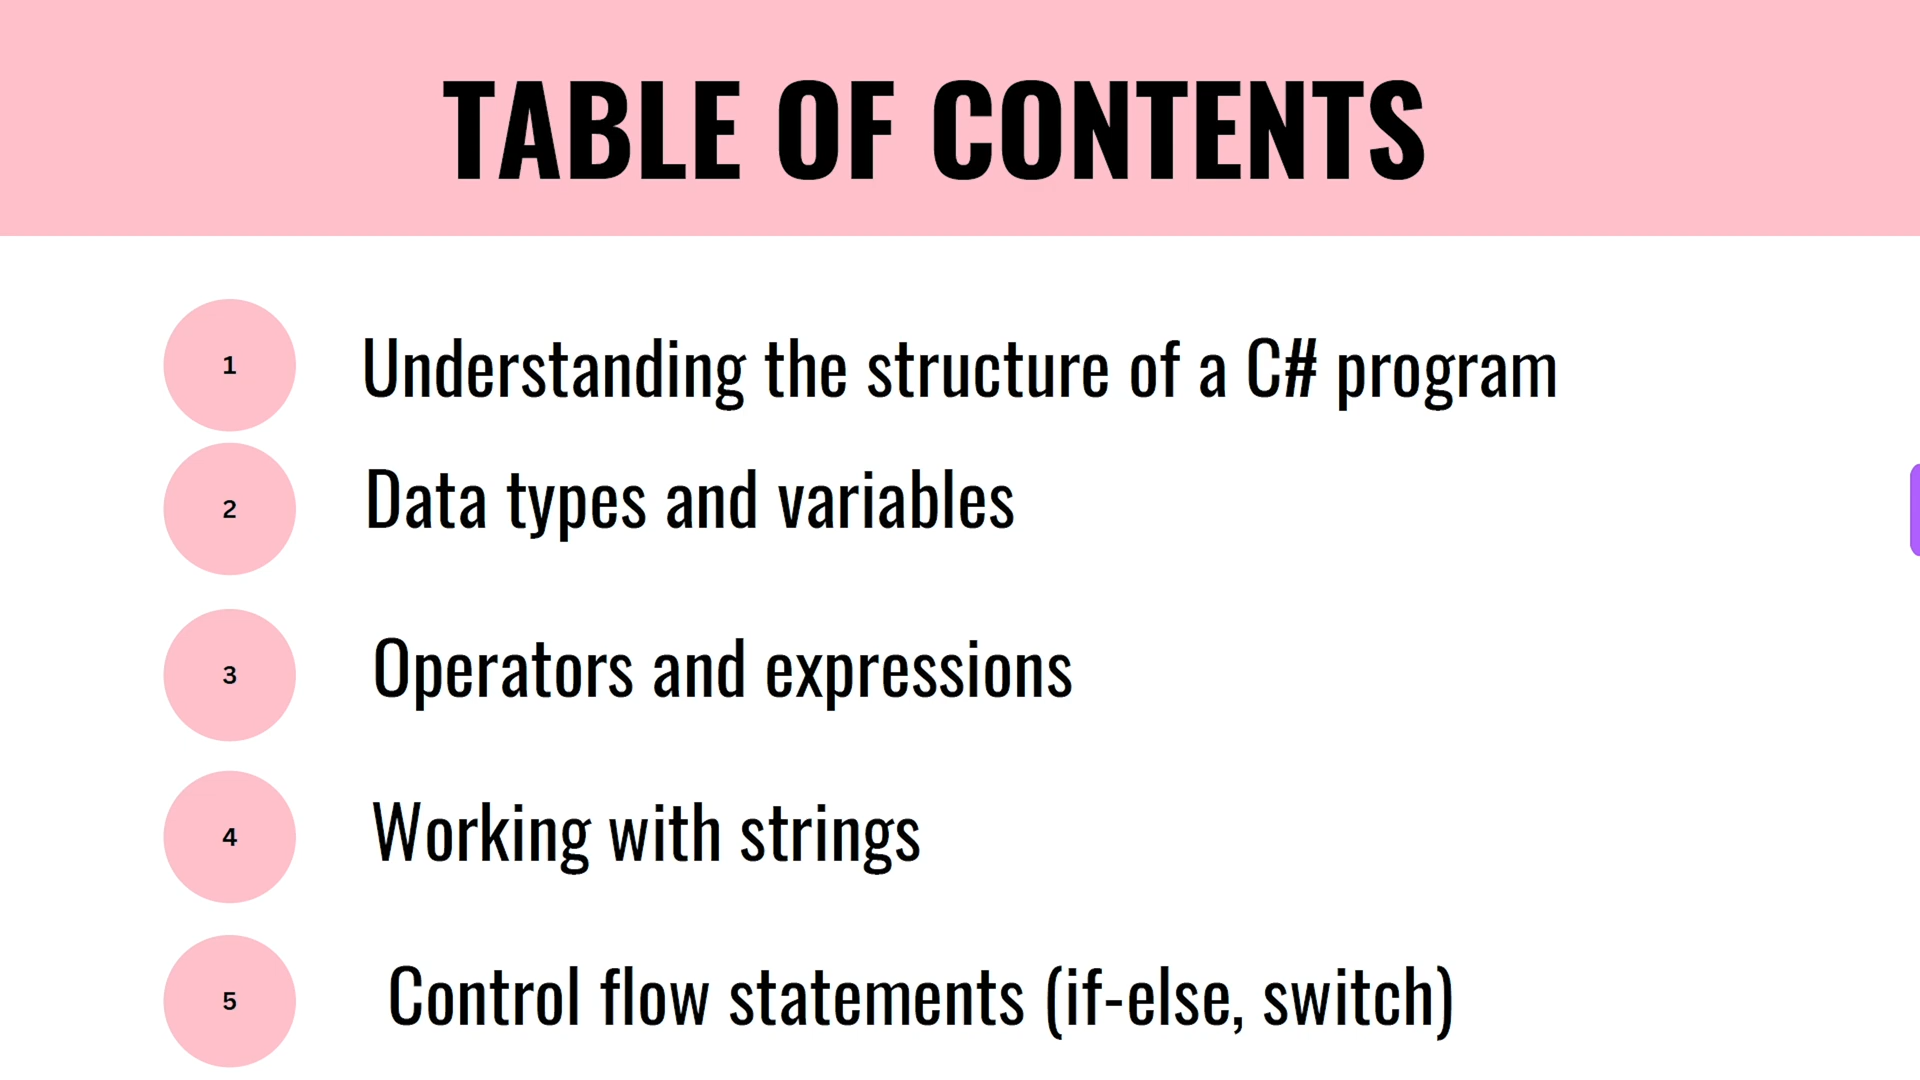 TABLE OF CONTENTS
1 Understanding the structure of a C# program
2 Data types and variables
3 Operators and expressions
4 Working with strings
5 Control flow statements (if-else, switch)